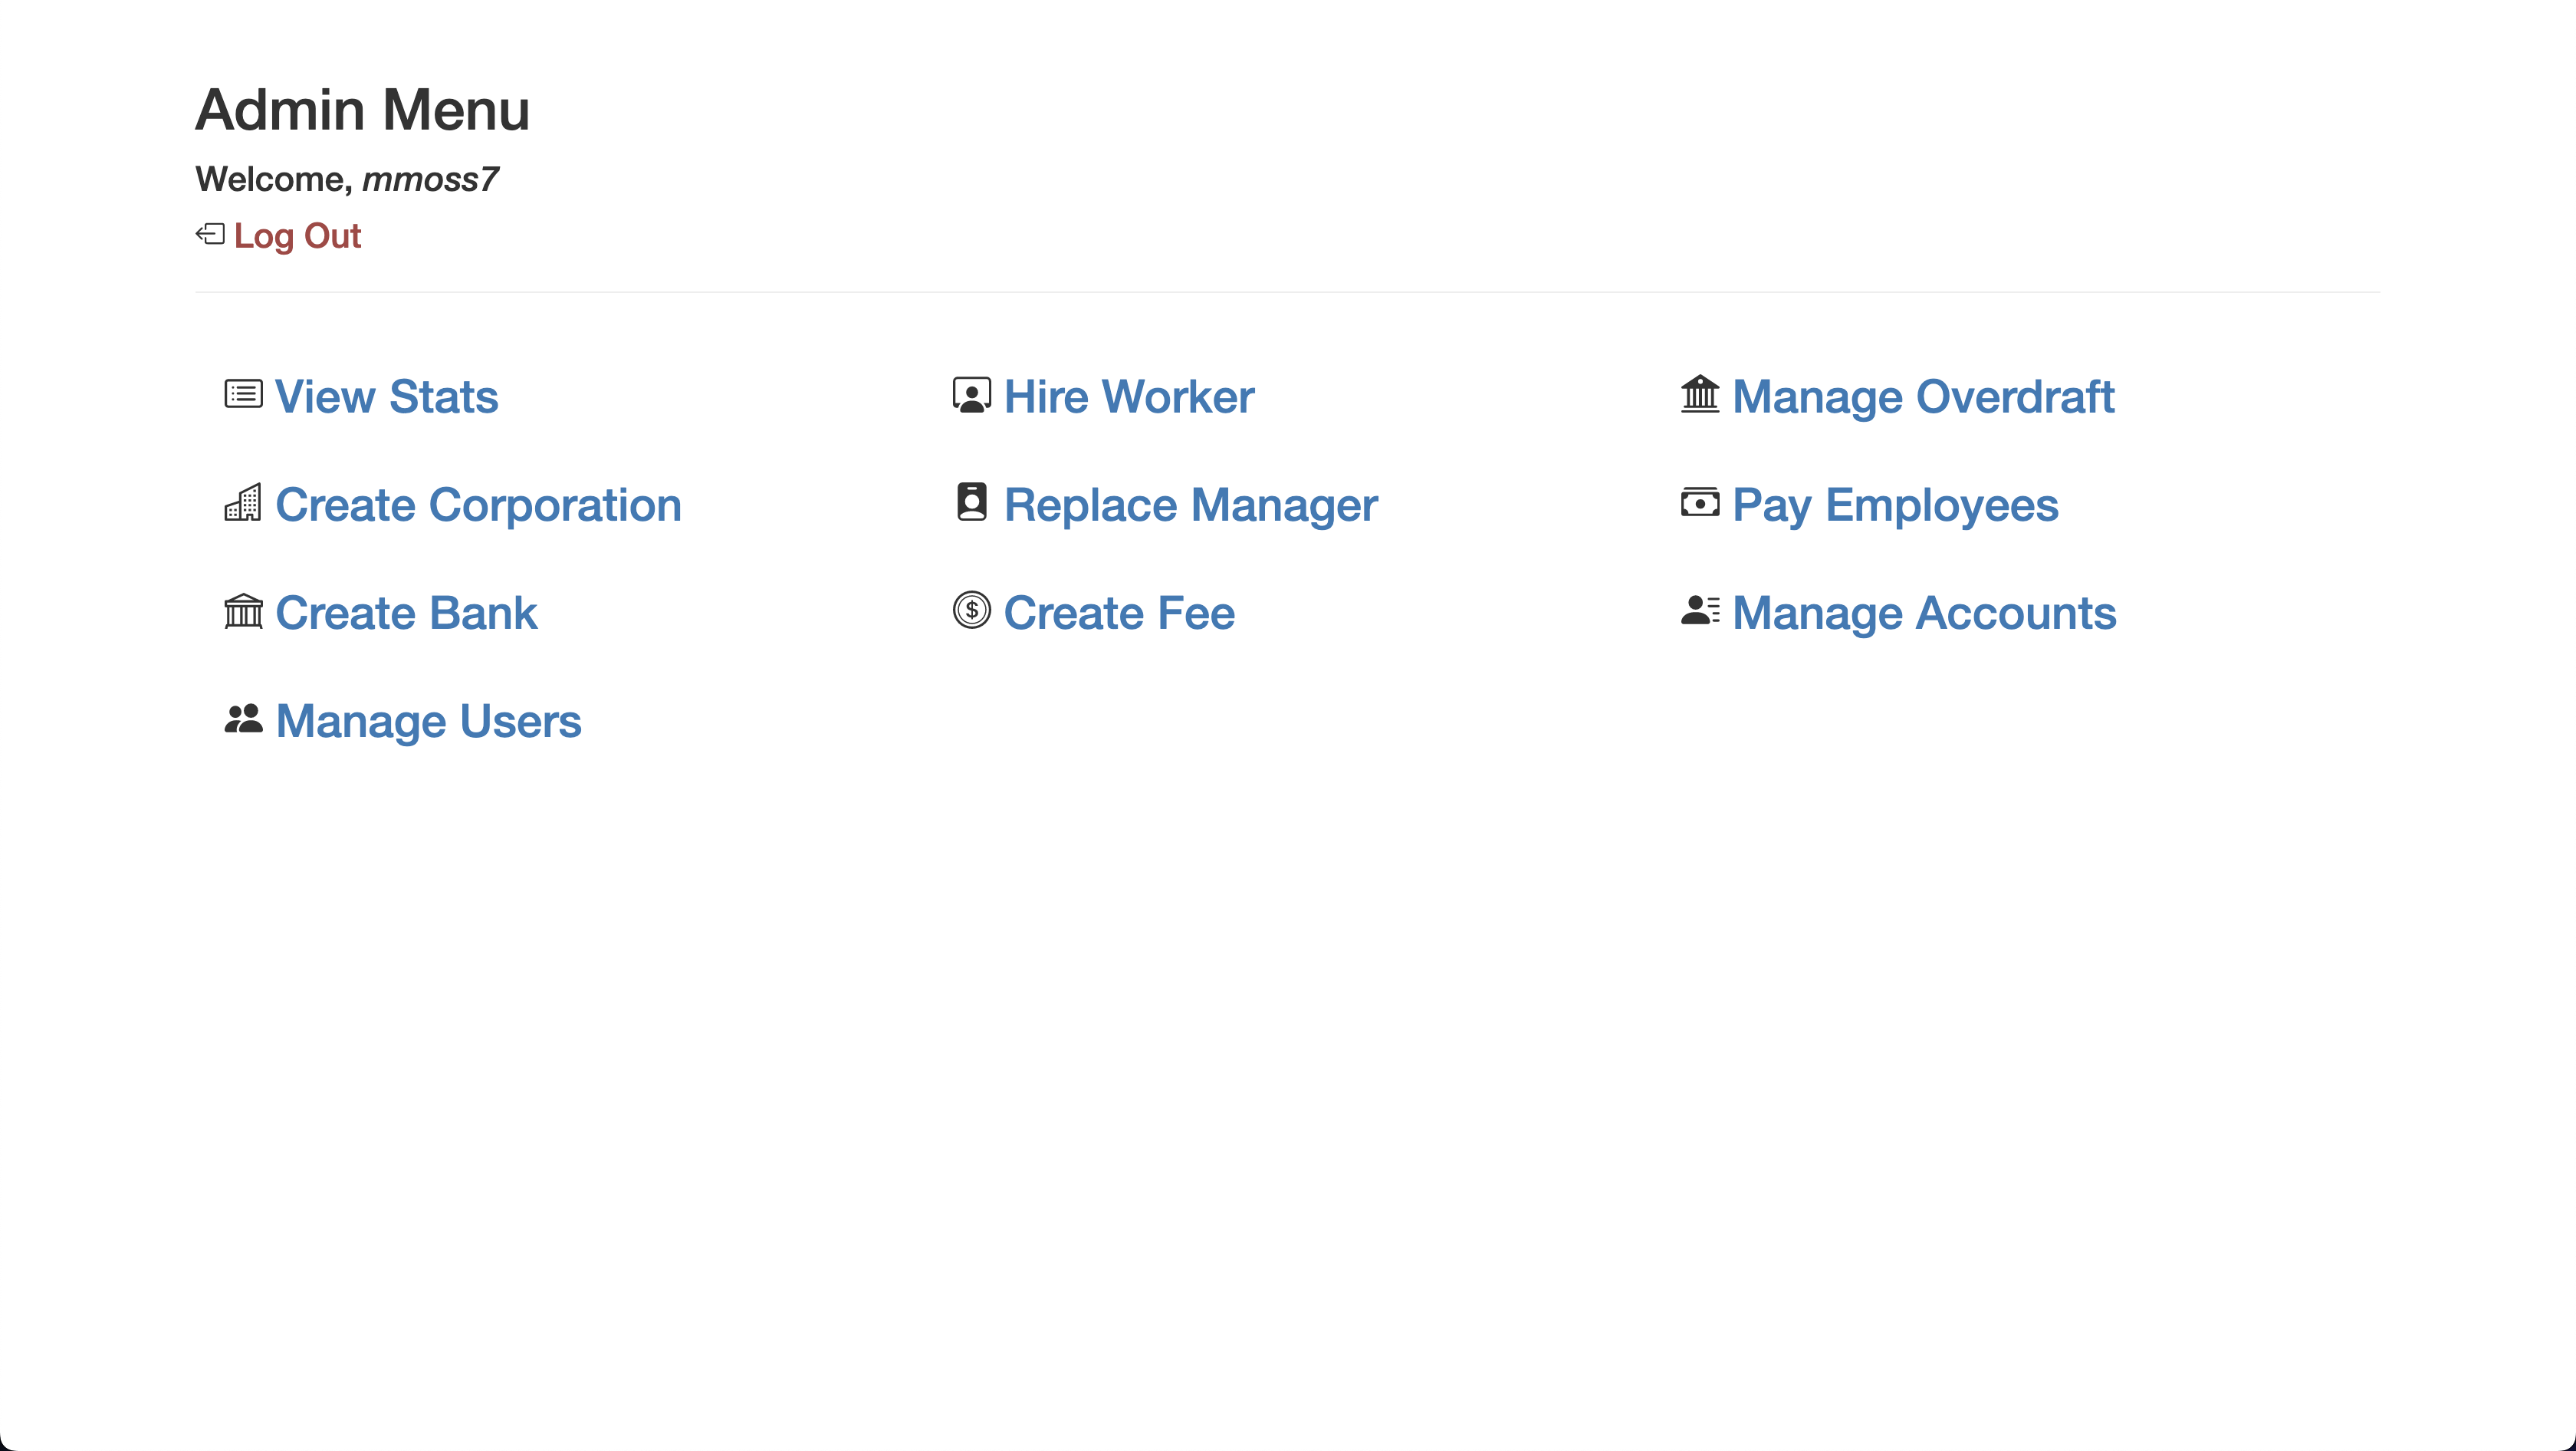 Admin Menu
Welcome, mmoss7
Log Out
View Stats
Hire Worker
Manage Overdraft
Create Corporation
Replace Manager
Pay Employees
Create Bank
Create Fee
Manage Accounts
Manage Users